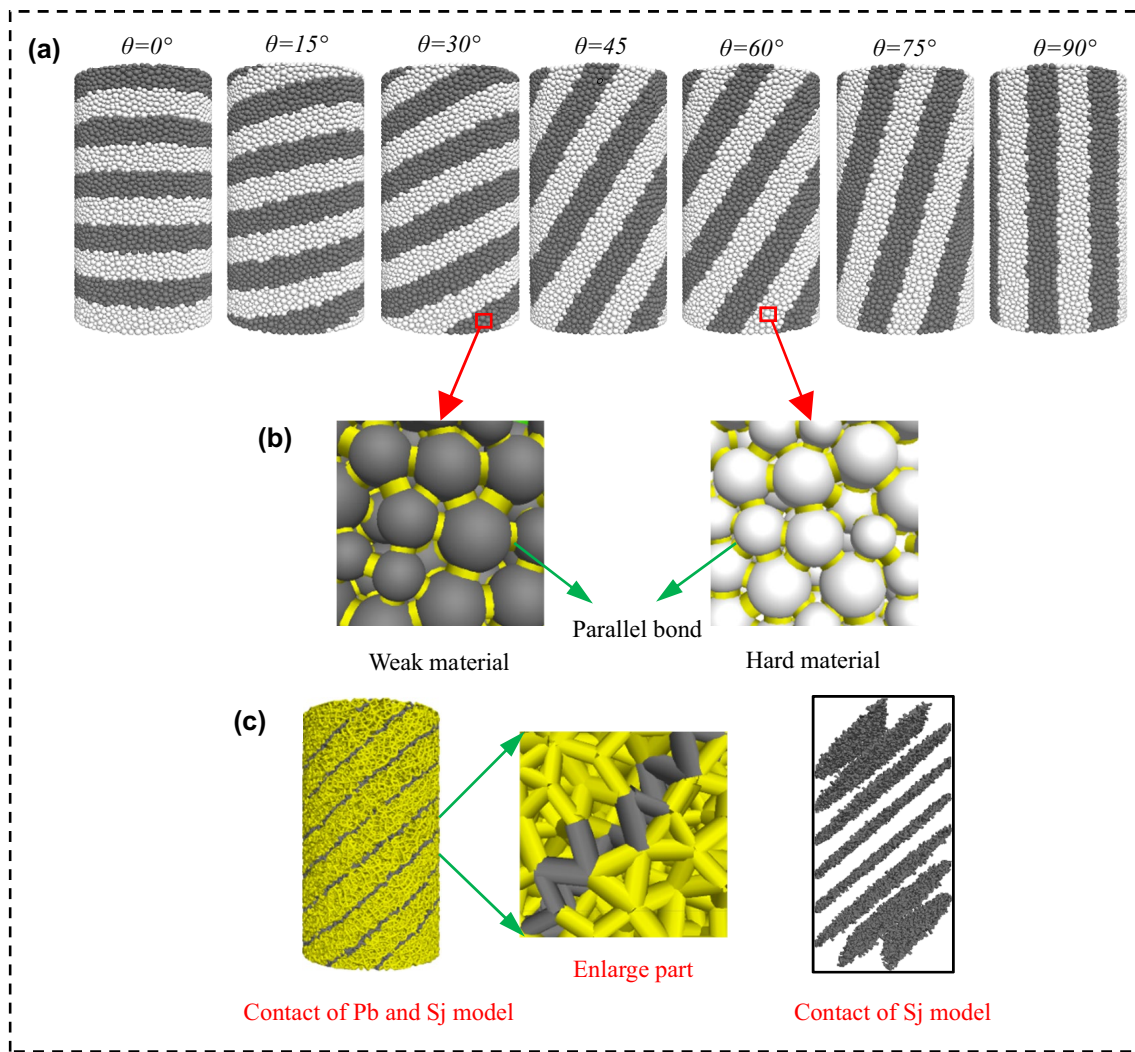 (a)
θ=0° θ=15° θ=30° θ=45 θ=60° θ=75° θ=90°
(b)
Parallel bond
Weak material
Hard material
(c)
Enlarge part
Contact of Pb and Sj model
Contact of Sj model